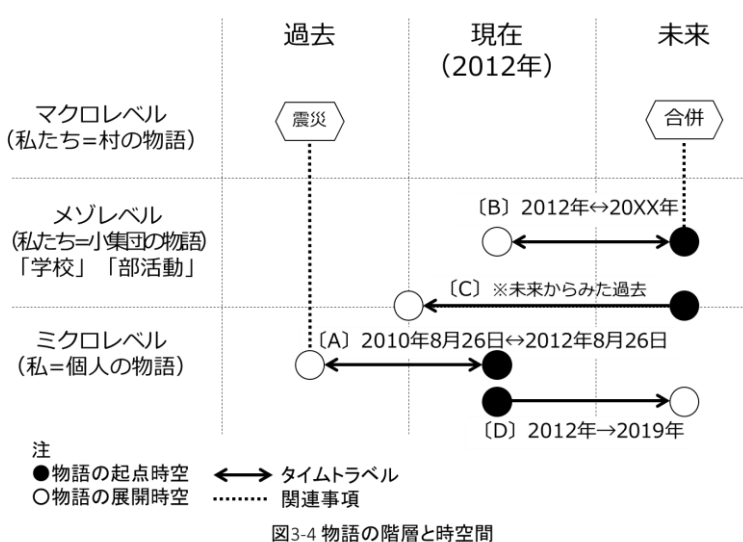 過去
現在
(2012年)
未来
マクロレベル
(私たち=村の物語)
震災
合併
メゾレベル
(私たち=小集団の物語)
「学校」「部活動」
〔B〕2012年↔20XX年
〔C〕※未来からみた過去
ミクロレベル
(私=個人の物語)
〔A〕2010年8月26日↔2012年8月26日
〔D〕2012年→2019年
注
●物語の起点時空
タイムトラベル
○物語の展開時空
関連事項
図3-4 物語の階層と時空間